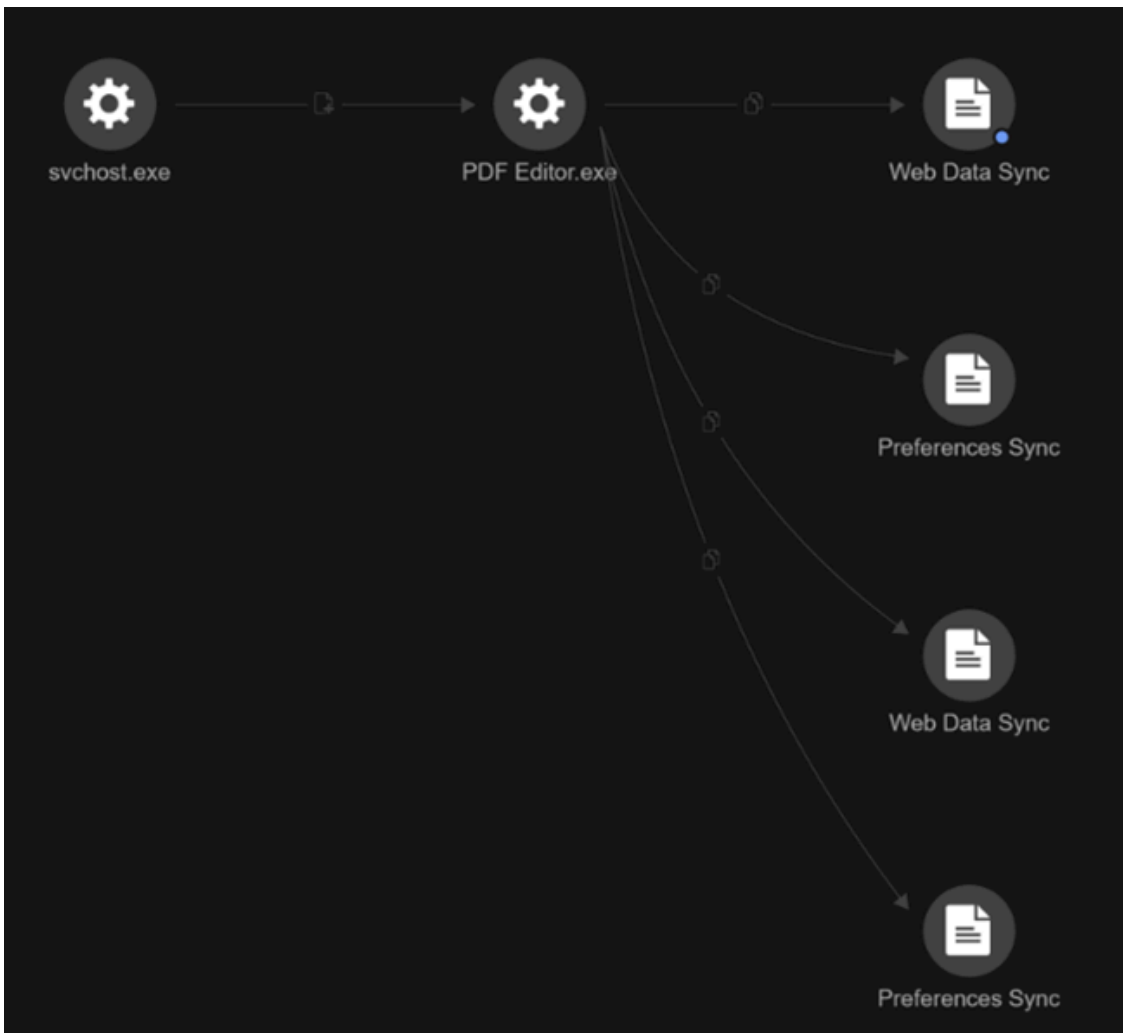 svchost.exe
PDF Editor.exe
Web Data Sync
Preferences Sync
Web Data Sync
Preferences Sync